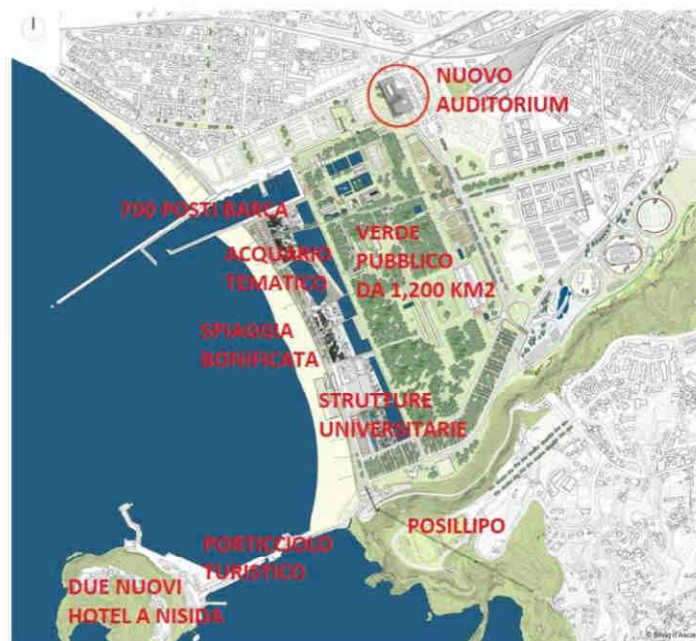 NUOVO
AUDITORIUM
700 POSTI BARCA
VERDE
PUBBLICO
DA 1,200 KM2
ACQUARIO
TEMATICO
SPIAGGIA
BONIFICATA
STRUTTURE
UNIVERSITARIE
POSILLIPO
PORTICCIOLO
TURISTICO
DUE NUOVI
HOTEL A NISIDA